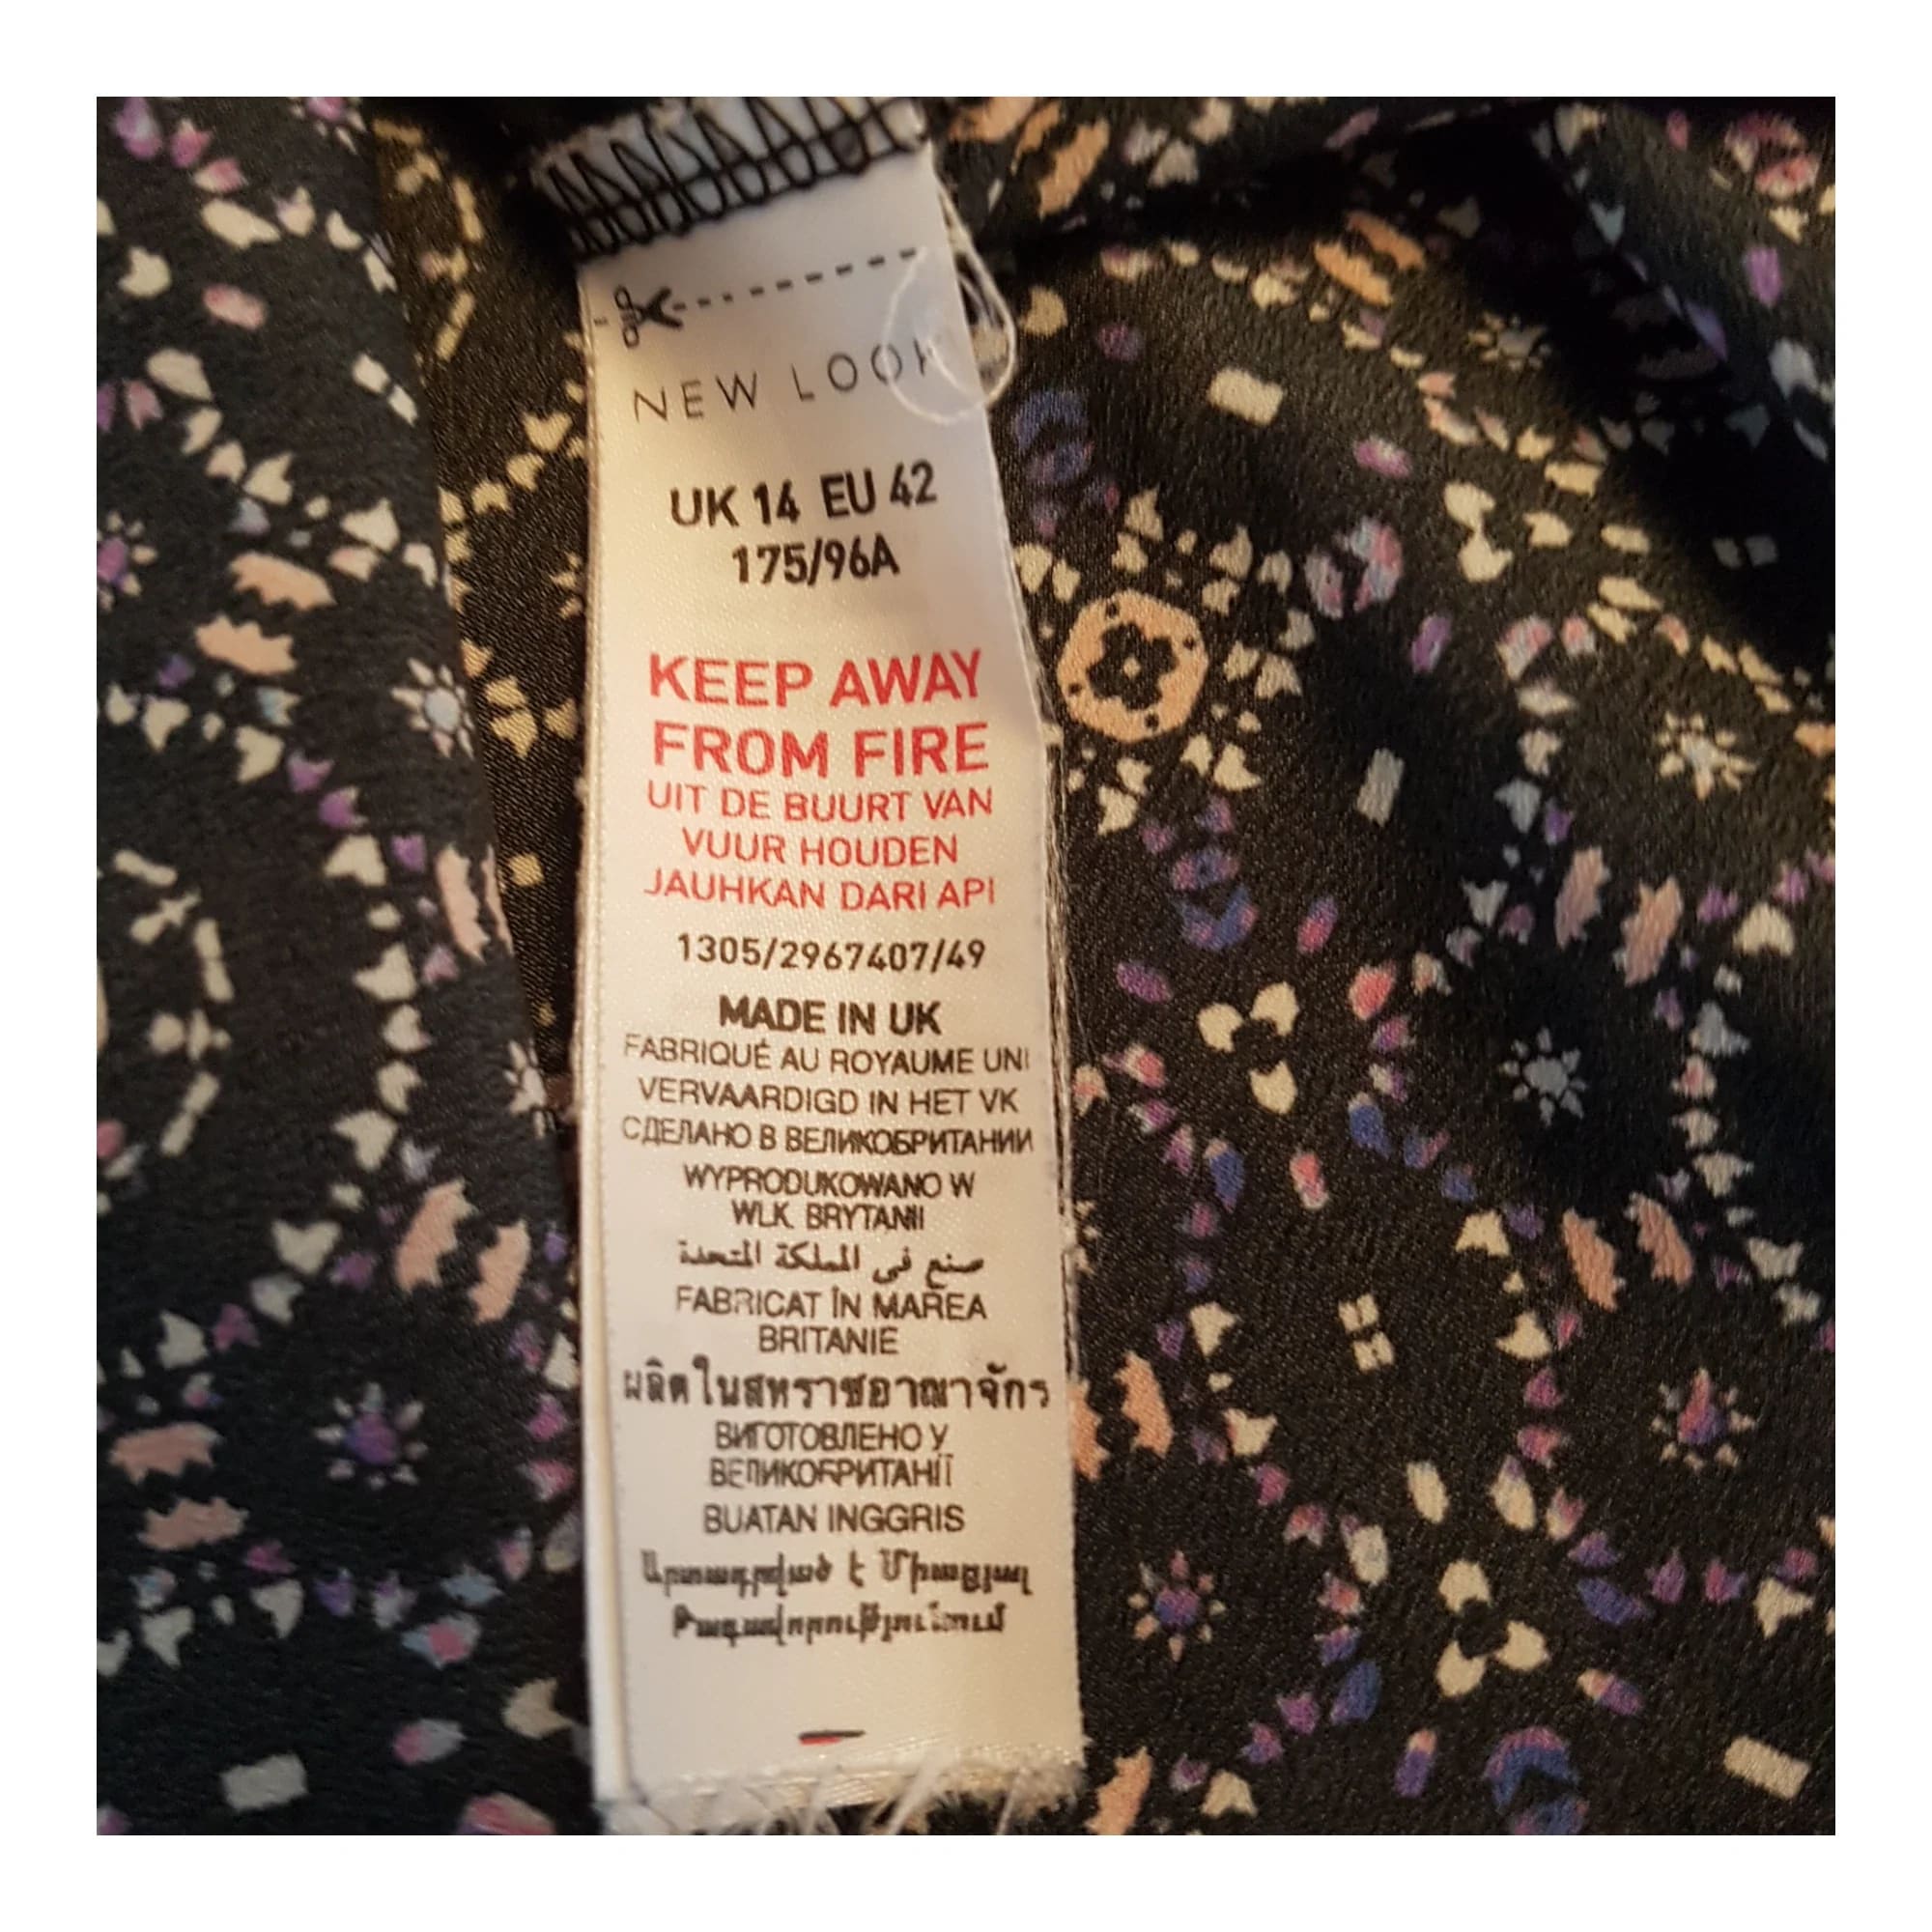 NEW LOOK
UK 14 EU 42
175/96A
KEEP AWAY
FROM FIRE
UIT DE BUURT VAN
VUUR HOUDEN
JAUHKAN DARI API
1305/2967407/49
MADE IN UK
FABRIQUÉ AU ROYAUME UNI
VERVAARDIGD IN HET VK
СДЕЛАНО В ВЕЛИКОБРИТАНИИ
WYPRODUKOWANO W
WLK. BRYTANII
صنع في المملكة المتحدة
FABRICAT ÎN MAREA
BRITANIE
ผลิตในสหราชอาณาจักร
ВИГОТОВЛЕНО У
ВЕЛИКОБРИТАНІЇ
BUATAN INGGRIS
Արտադրված է Միացյալ
Թագավորությունում